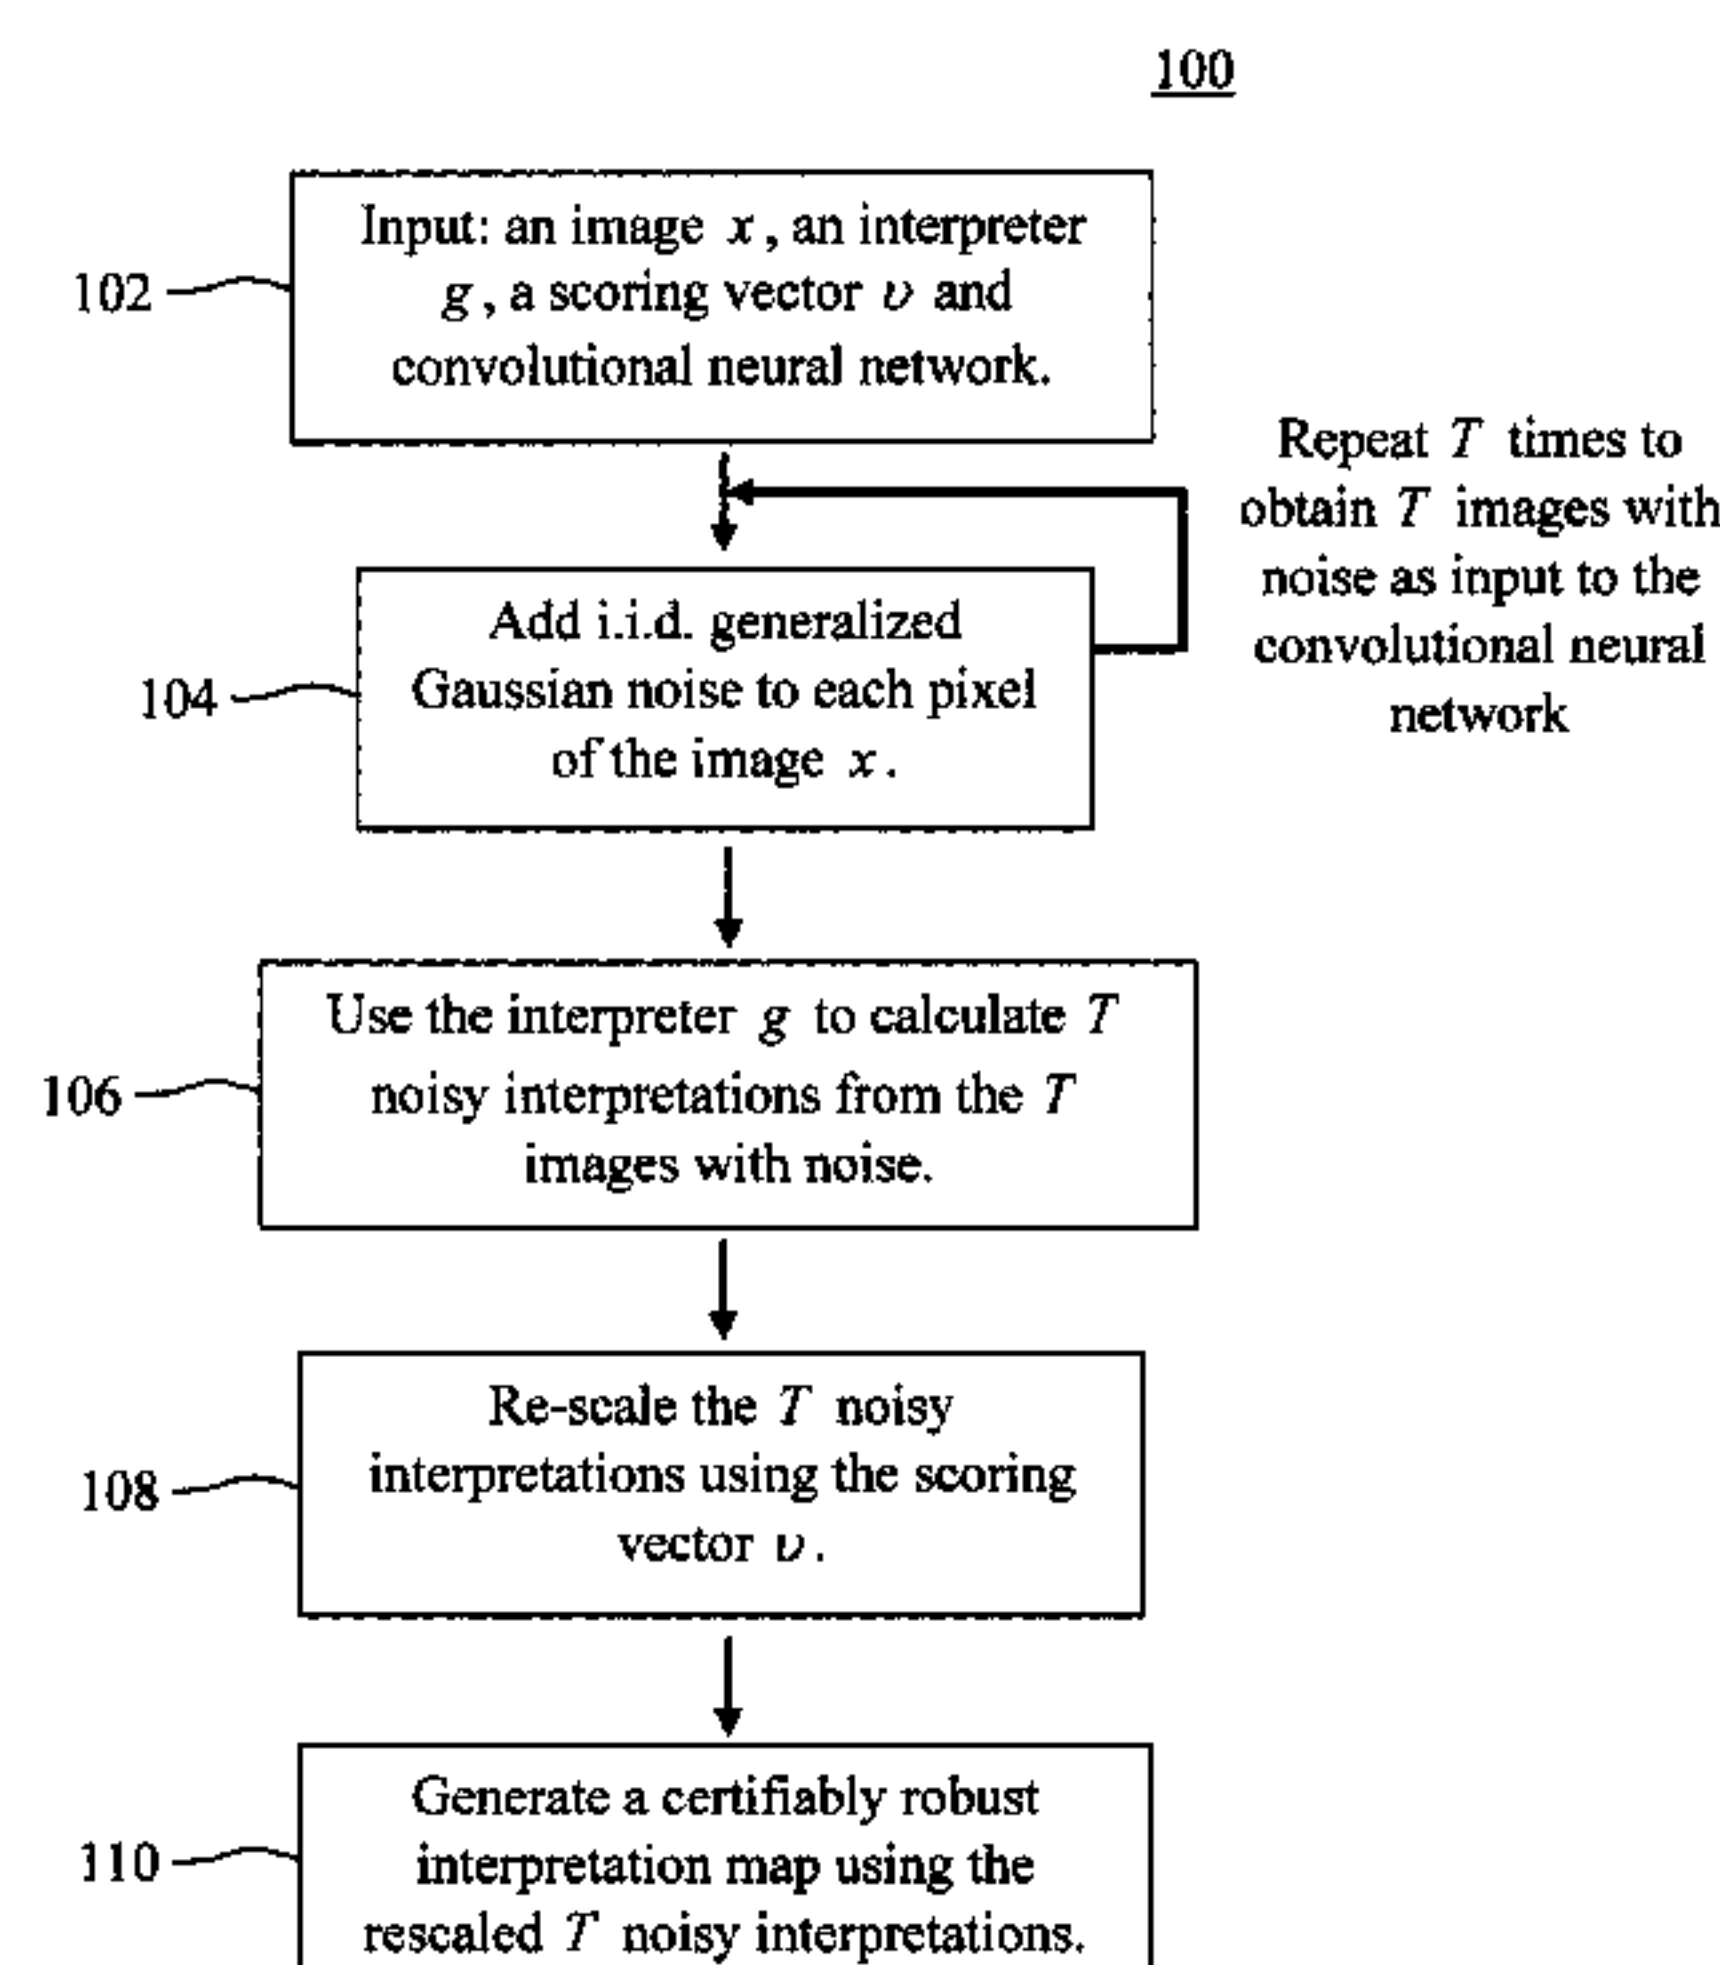 100
Input: an image x, an interpreter
102
g, a scoring vector υ and
convolutional neural network.
Repeat T times to
obtain T images with
noise as input to the
convolutional neural
network
Add i.i.d. generalized
104
Gaussian noise to each pixel
of the image x.
Use the interpreter g to calculate T
106
noisy interpretations from the T
images with noise.
Re-scale the T noisy
108
interpretations using the scoring
vector υ.
Generate a certifiably robust
110
interpretation map using the
rescaled T noisy interpretations.